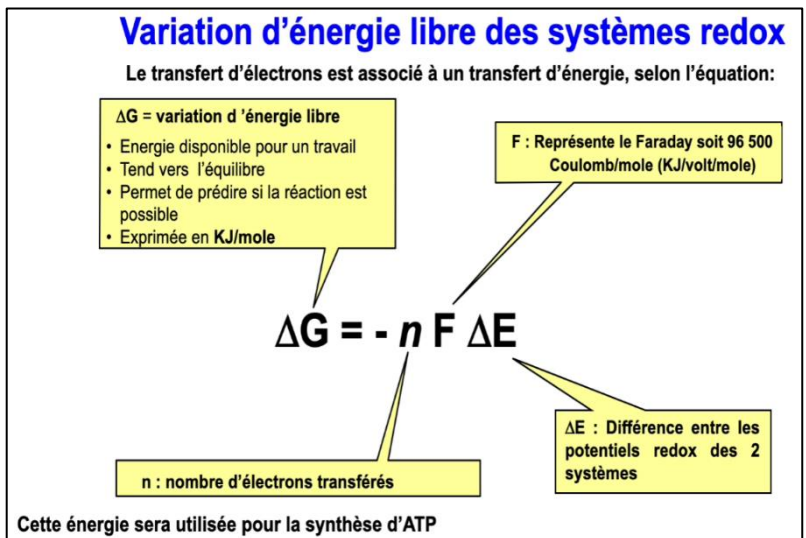 Variation d’énergie libre des systèmes redox
Le transfert d’électrons est associé à un transfert d’énergie, selon l’équation:
ΔG = variation d ’énergie libre
• Energie disponible pour un travail
• Tend vers l’équilibre
• Permet de prédire si la réaction est
possible
• Exprimée en KJ/mole
F : Représente le Faraday soit 96 500
Coulomb/mole (KJ/volt/mole)
ΔG = - n F ΔE
ΔE : Différence entre les
potentiels redox des 2
systèmes
n : nombre d’électrons transférés
Cette énergie sera utilisée pour la synthèse d’ATP